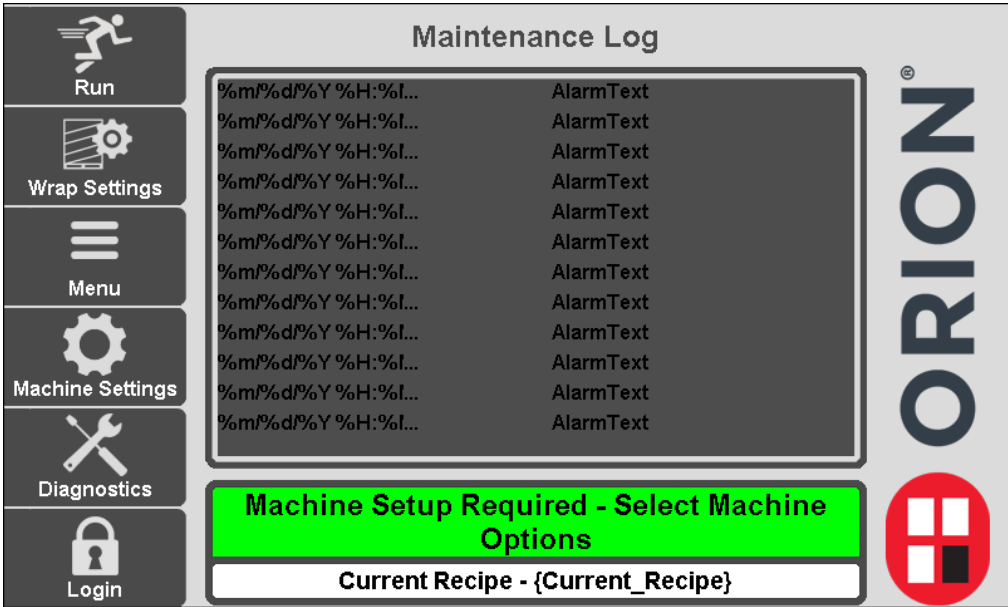 Run
Wrap Settings
Menu
Machine Settings
Diagnostics
Login
Maintenance Log
%m/%d/%Y %H:%I... AlarmText
%m/%d/%Y %H:%I... AlarmText
%m/%d/%Y %H:%I... AlarmText
%m/%d/%Y %H:%I... AlarmText
%m/%d/%Y %H:%I... AlarmText
%m/%d/%Y %H:%I... AlarmText
%m/%d/%Y %H:%I... AlarmText
%m/%d/%Y %H:%I... AlarmText
%m/%d/%Y %H:%I... AlarmText
%m/%d/%Y %H:%I... AlarmText
%m/%d/%Y %H:%I... AlarmText
%m/%d/%Y %H:%I... AlarmText
Machine Setup Required - Select Machine
Options
Current Recipe - {Current_Recipe}
ORION®